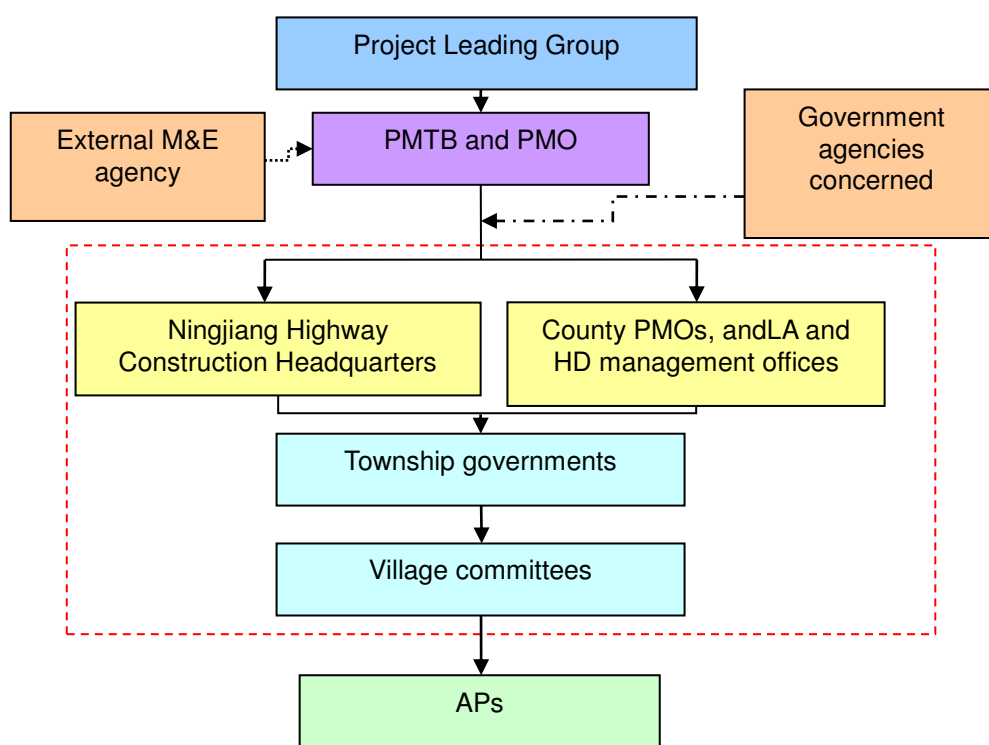 Project Leading Group
External M&E
agency
PMTB and PMO
Government
agencies
concerned
Ningjiang Highway
Construction Headquarters
County PMOs, andLA and
HD management offices
Township governments
Village committees
APs